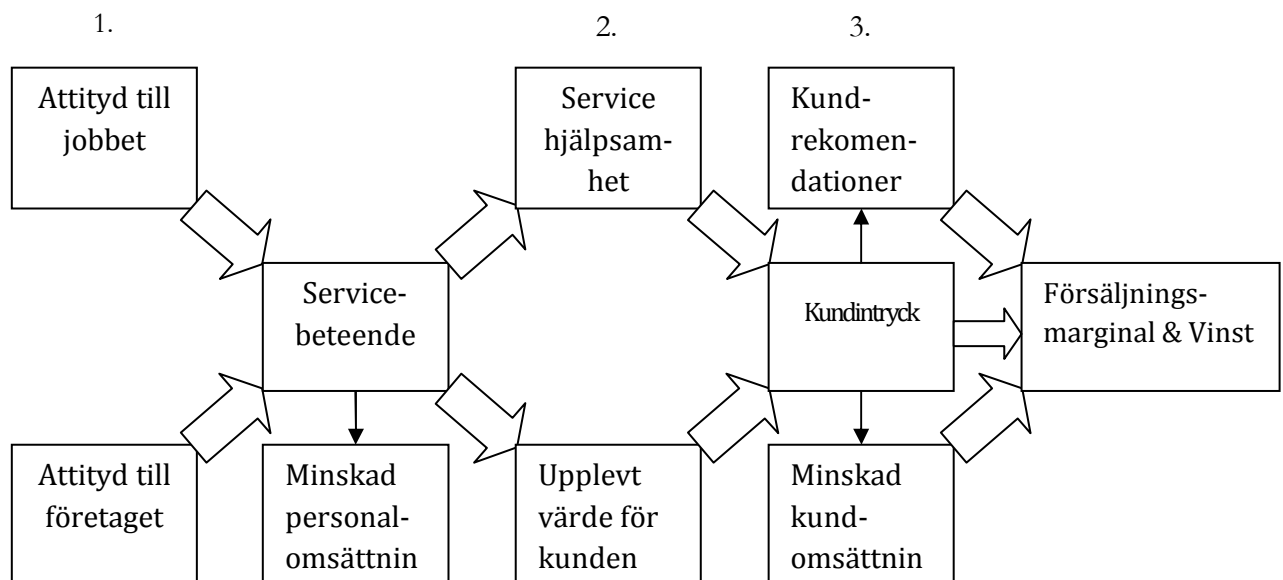 1.
2.
3.
Attityd till
jobbet
Service
hjälpsam-
het
Kund-
rekomen-
dationer
Service-
beteende
Kundintryck
Försäljnings-
marginal & Vinst
Attityd till
företaget
Minskad
personal-
omsättnin
Upplevt
värde för
kunden
Minskad
kund-
omsättnin